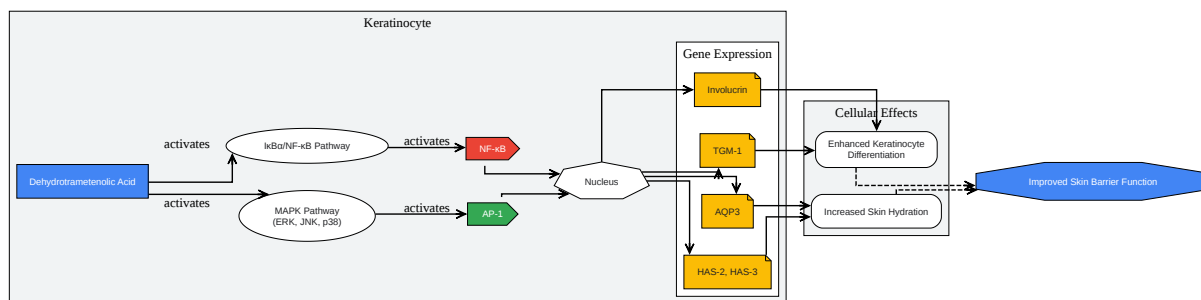 Keratinocyte
Gene Expression
Involucrin
Cellular Effects
activates
IκBα/NF-κB Pathway
activates
NF-κB
TGM-1
Enhanced Keratinocyte
Differentiation
Dehydrotrametenolic Acid
Nucleus
Improved Skin Barrier Function
activates
MAPK Pathway
(ERK, JNK, p38)
activates
AP-1
AQP3
Increased Skin Hydration
HAS-2, HAS-3